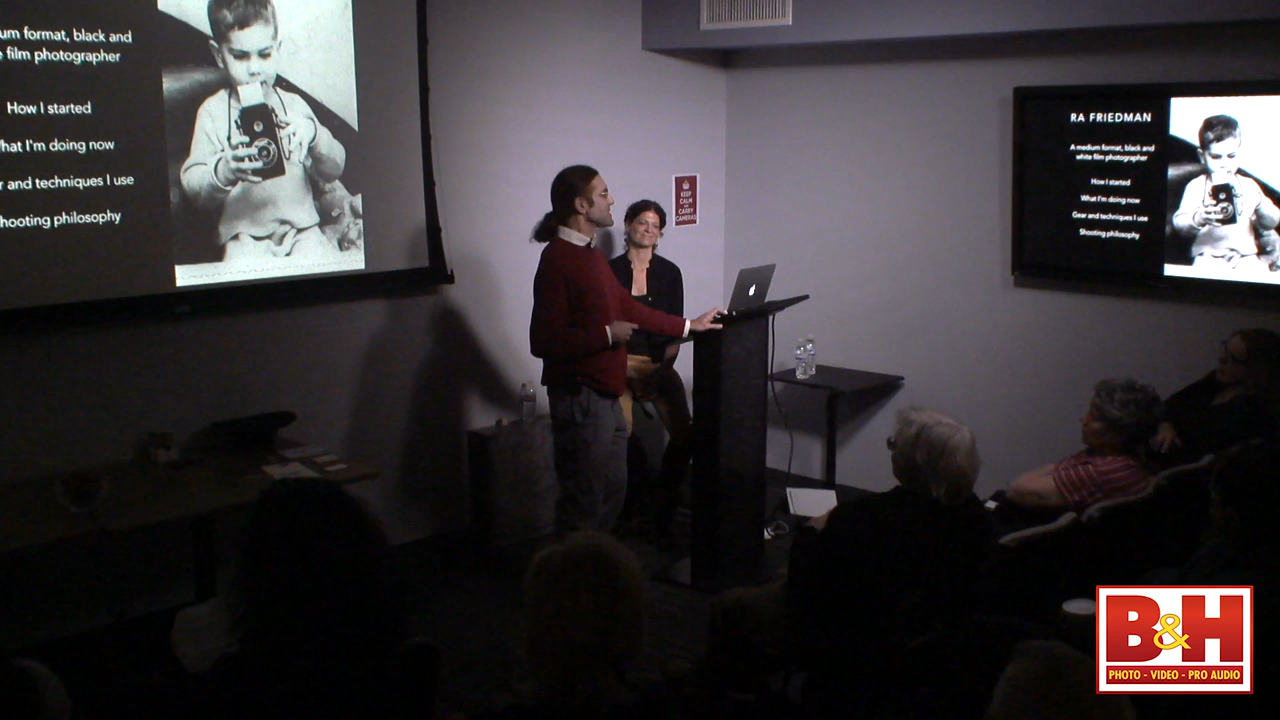 um format, black and
film photographer
How I started
hat I'm doing now
r and techniques I use
hooting philosophy
KEEP
CALM
AND
CARRY
CAMERAS
RA FRIEDMAN
A medium format, black and
white film photographer
How I started
What I'm doing now
Gear and techniques I use
Shooting philosophy
B&H
PHOTO - VIDEO - PRO AUDIO